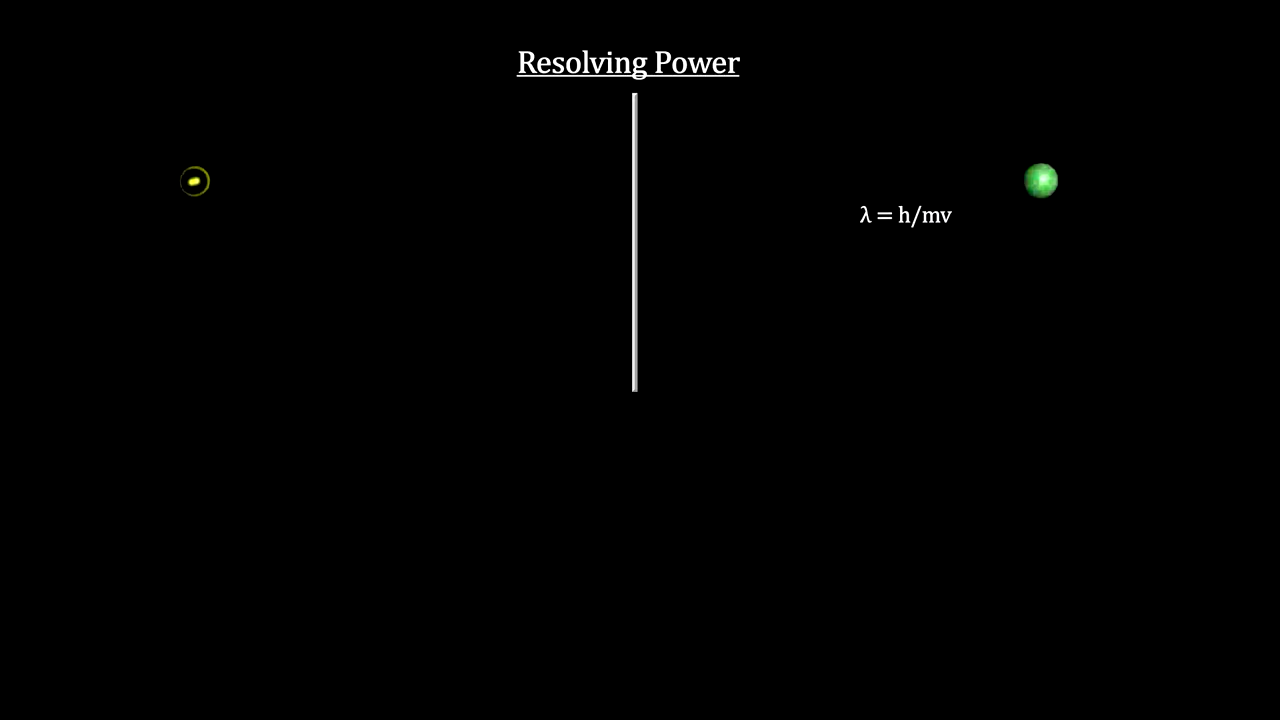 Resolving Power
λ = h/mv